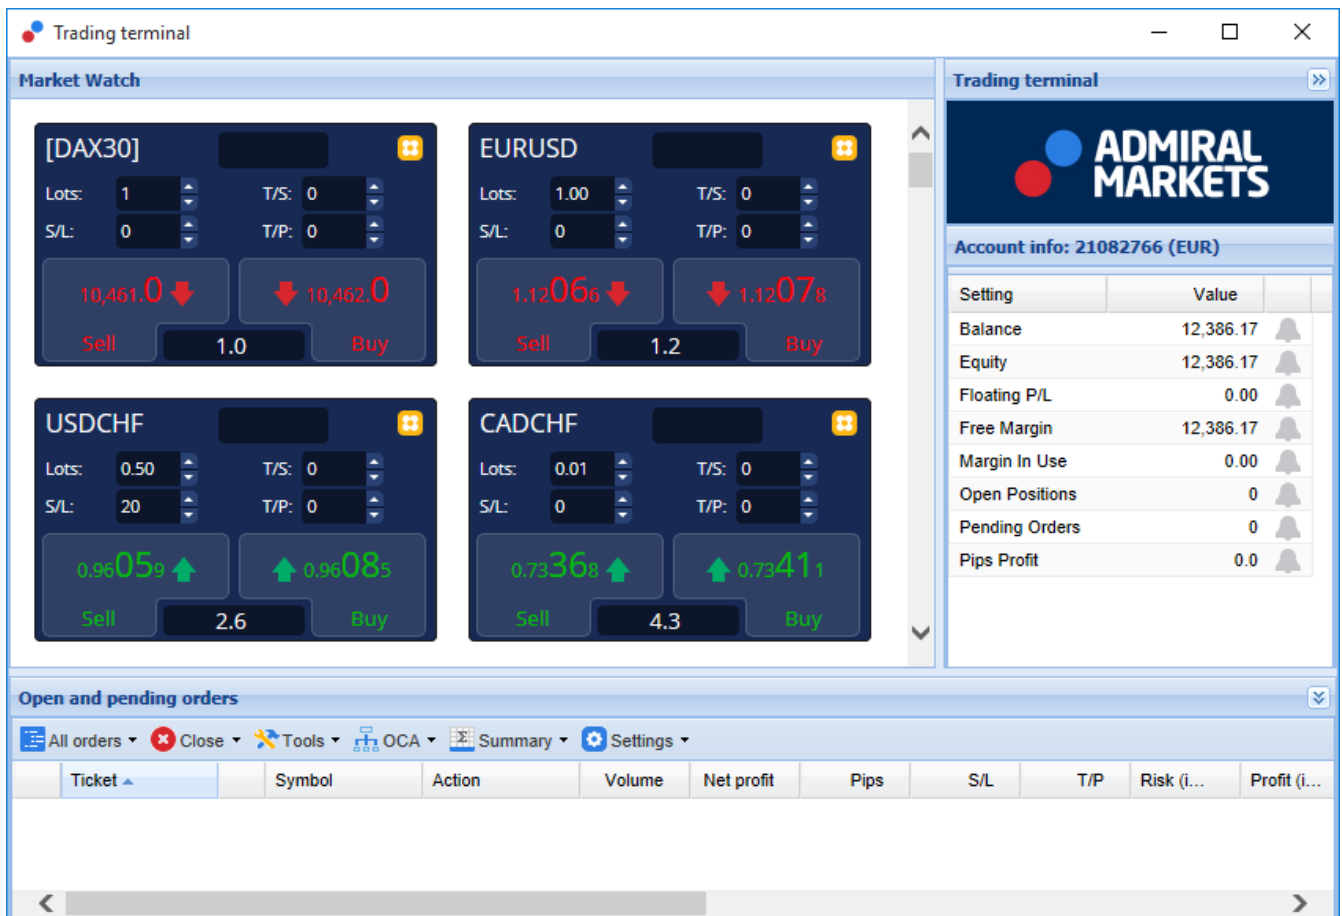 Trading terminal
Market Watch
[DAX30]
Lots: 1 T/S: 0
S/L: 0 T/P: 0
10,461.0 10,462.0
Sell 1.0 Buy
EURUSD
Lots: 1.00 T/S: 0
S/L: 0 T/P: 0
1.12066 1.12078
Sell 1.2 Buy
USDCHF
Lots: 0.50 T/S: 0
S/L: 20 T/P: 0
0.96059 0.96085
Sell 2.6 Buy
CADCHF
Lots: 0.01 T/S: 0
S/L: 0 T/P: 0
0.73368 0.73411
Sell 4.3 Buy
Trading terminal
ADMIRAL
MARKETS
Account info: 21082766 (EUR)
Setting Value
Balance 12,386.17
Equity 12,386.17
Floating P/L 0.00
Free Margin 12,386.17
Margin In Use 0.00
Open Positions 0
Pending Orders 0
Pips Profit 0.0
Open and pending orders
All orders Close Tools OCA Summary Settings
Ticket Symbol Action Volume Net profit Pips S/L T/P Risk (i... Profit (i...